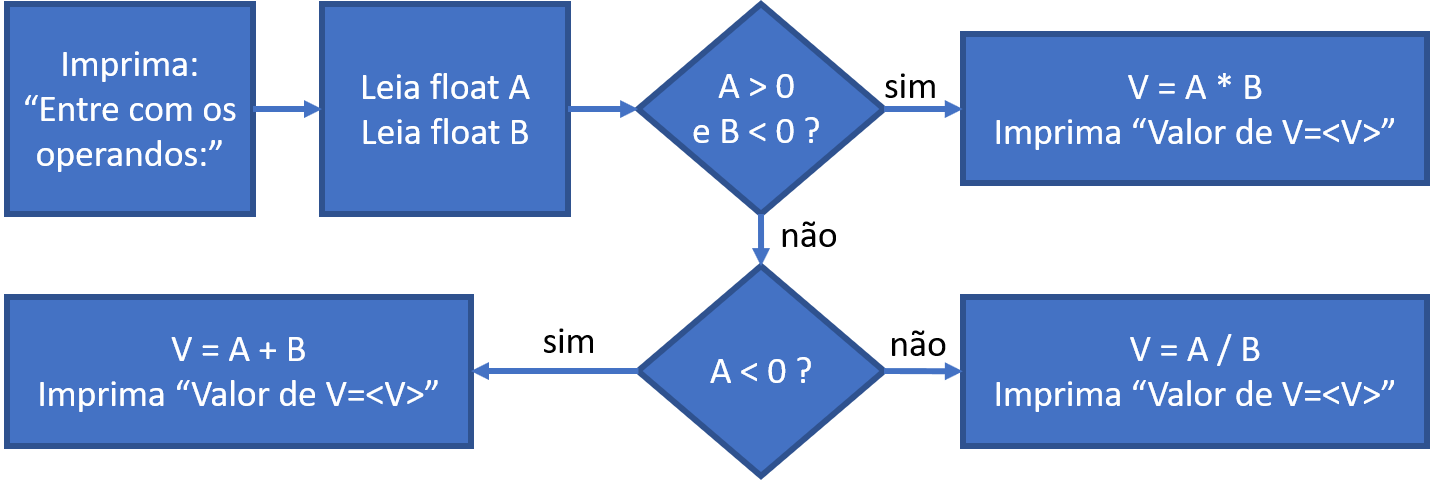 Imprima:
“Entre com os
operandos:”
Leia float A
Leia float B
A > 0
e B < 0 ?
sim
V = A * B
Imprima “Valor de V=<V>”
não
A < 0 ?
sim
V = A + B
Imprima “Valor de V=<V>”
não
V = A / B
Imprima “Valor de V=<V>”